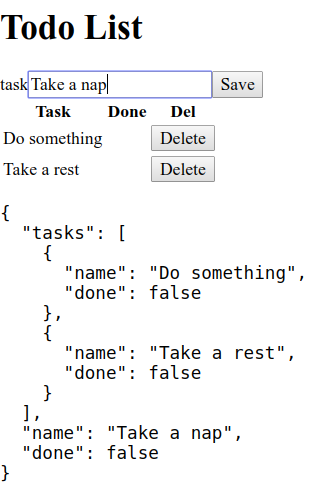 Todo List
task Take a nap Save
Task Done Del
Do something Delete
Take a rest Delete
{
  "tasks": [
    {
      "name": "Do something",
      "done": false
    },
    {
      "name": "Take a rest",
      "done": false
    }
  ],
  "name": "Take a nap",
  "done": false
}